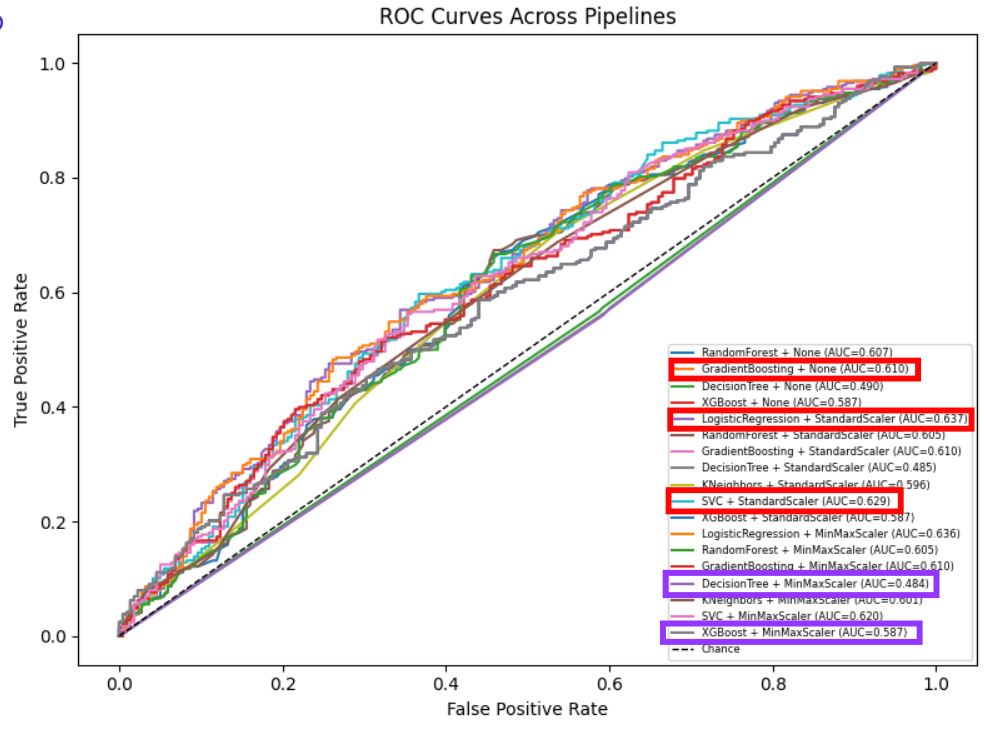 ROC Curves Across Pipelines
True Positive Rate
1.0
0.8
0.6
0.4
0.2
0.0
RandomForest + None (AUC=0.607)
GradientBoosting + None (AUC=0.610)
DecisionTree + None (AUC=0.490)
XGBoost + None (AUC=0.587)
LogisticRegression + StandardScaler (AUC=0.637)
RandomForest + StandardScaler (AUC=0.605)
GradientBoosting + StandardScaler (AUC=0.610)
DecisionTree + StandardScaler (AUC=0.485)
KNeighbors + StandardScaler (AUC=0.596)
SVC + StandardScaler (AUC=0.629)
XGBoost + StandardScaler (AUC=0.587)
LogisticRegression + MinMaxScaler (AUC=0.636)
RandomForest + MinMaxScaler (AUC=0.605)
GradientBoosting + MinMaxScaler (AUC=0.610)
DecisionTree + MinMaxScaler (AUC=0.484)
KNeighbors + MinMaxScaler (AUC=0.601)
SVC + MinMaxScaler (AUC=0.620)
XGBoost + MinMaxScaler (AUC=0.587)
Chance
0.0 0.2 0.4 0.6 0.8 1.0
False Positive Rate